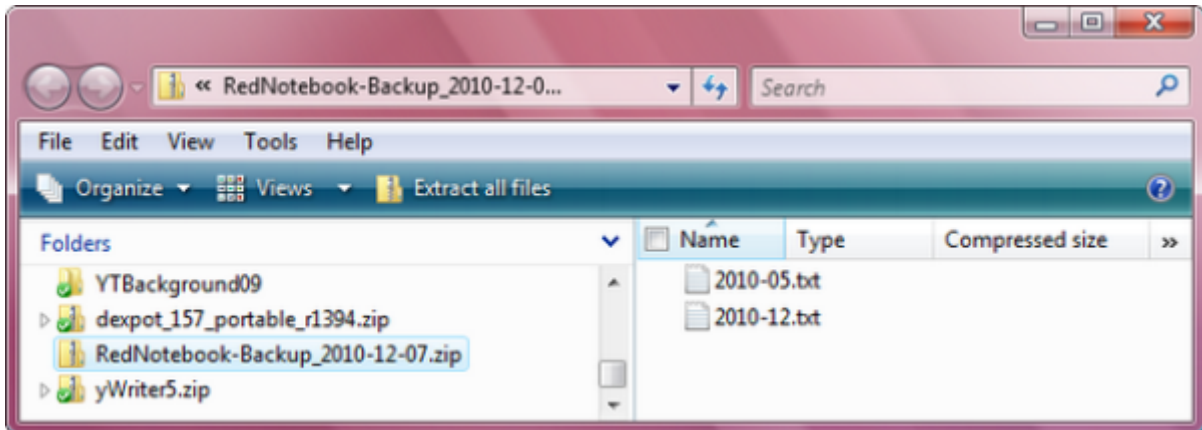 « RedNotebook-Backup_2010-12-0... Search
File Edit View Tools Help
Organize Views Extract all files
Folders
YTBackground09
dexpot_157_portable_r1394.zip
RedNotebook-Backup_2010-12-07.zip
yWriter5.zip
Name Type Compressed size »
2010-05.txt
2010-12.txt